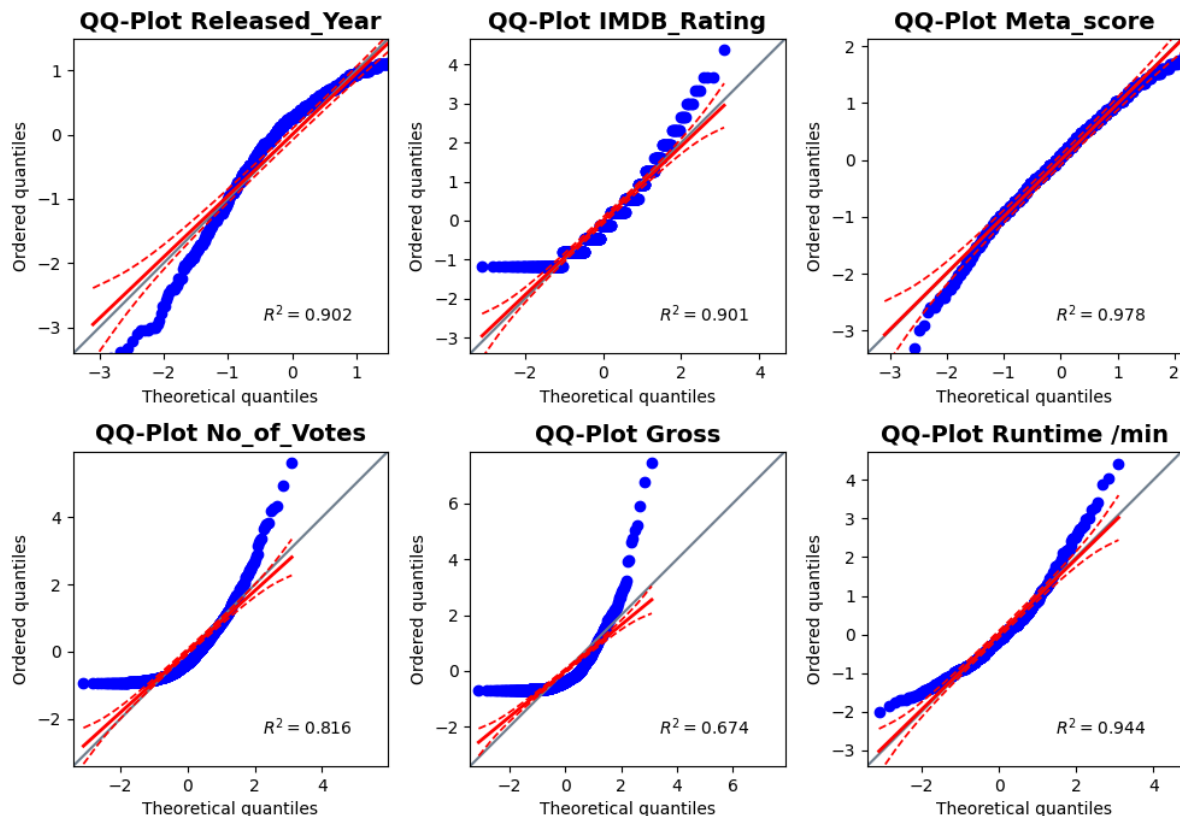 QQ-Plot Released_Year
QQ-Plot IMDB_Rating
QQ-Plot Meta_score
Ordered quantiles
1
0
−1
−2
−3
R² = 0.902
−3
−2
−1
0
1
Theoretical quantiles
Ordered quantiles
4
3
2
1
0
−1
−2
−3
R² = 0.901
−2
0
2
4
Theoretical quantiles
Ordered quantiles
2
1
0
−1
−2
−3
R² = 0.978
−3
−2
−1
0
1
2
Theoretical quantiles
QQ-Plot No_of_Votes
QQ-Plot Gross
QQ-Plot Runtime /min
Ordered quantiles
4
2
0
−2
R² = 0.816
−2
0
2
4
Theoretical quantiles
Ordered quantiles
6
4
2
0
−2
R² = 0.674
−2
0
2
4
6
Theoretical quantiles
Ordered quantiles
4
3
2
1
0
−1
−2
−3
R² = 0.944
−2
0
2
4
Theoretical quantiles